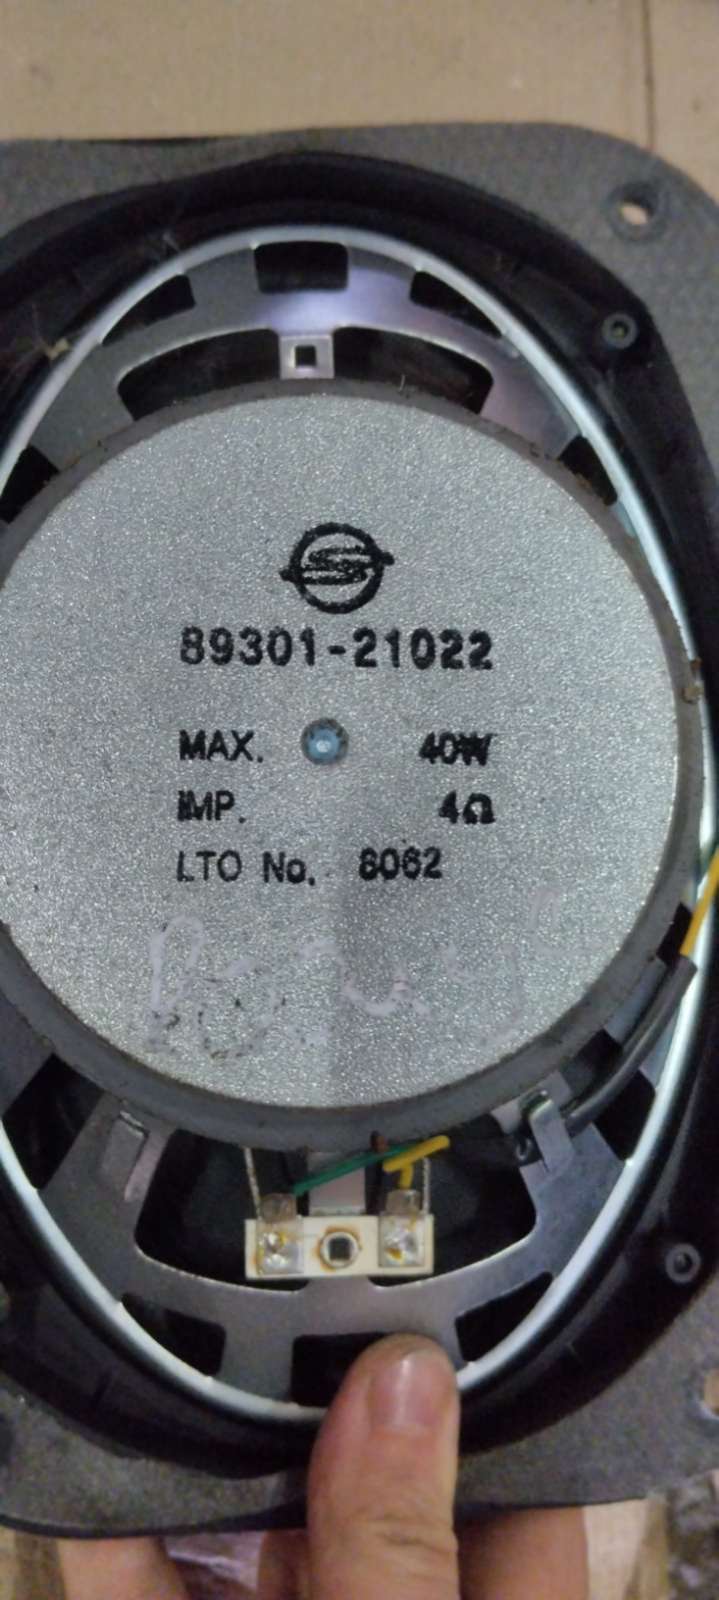 89301-21022
MAX. 40W
IMP. 4Ω
LTO No. 8062